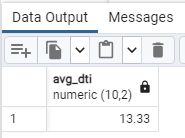 Data Output Messages
avg_dti
numeric (10,2)
1 13.33